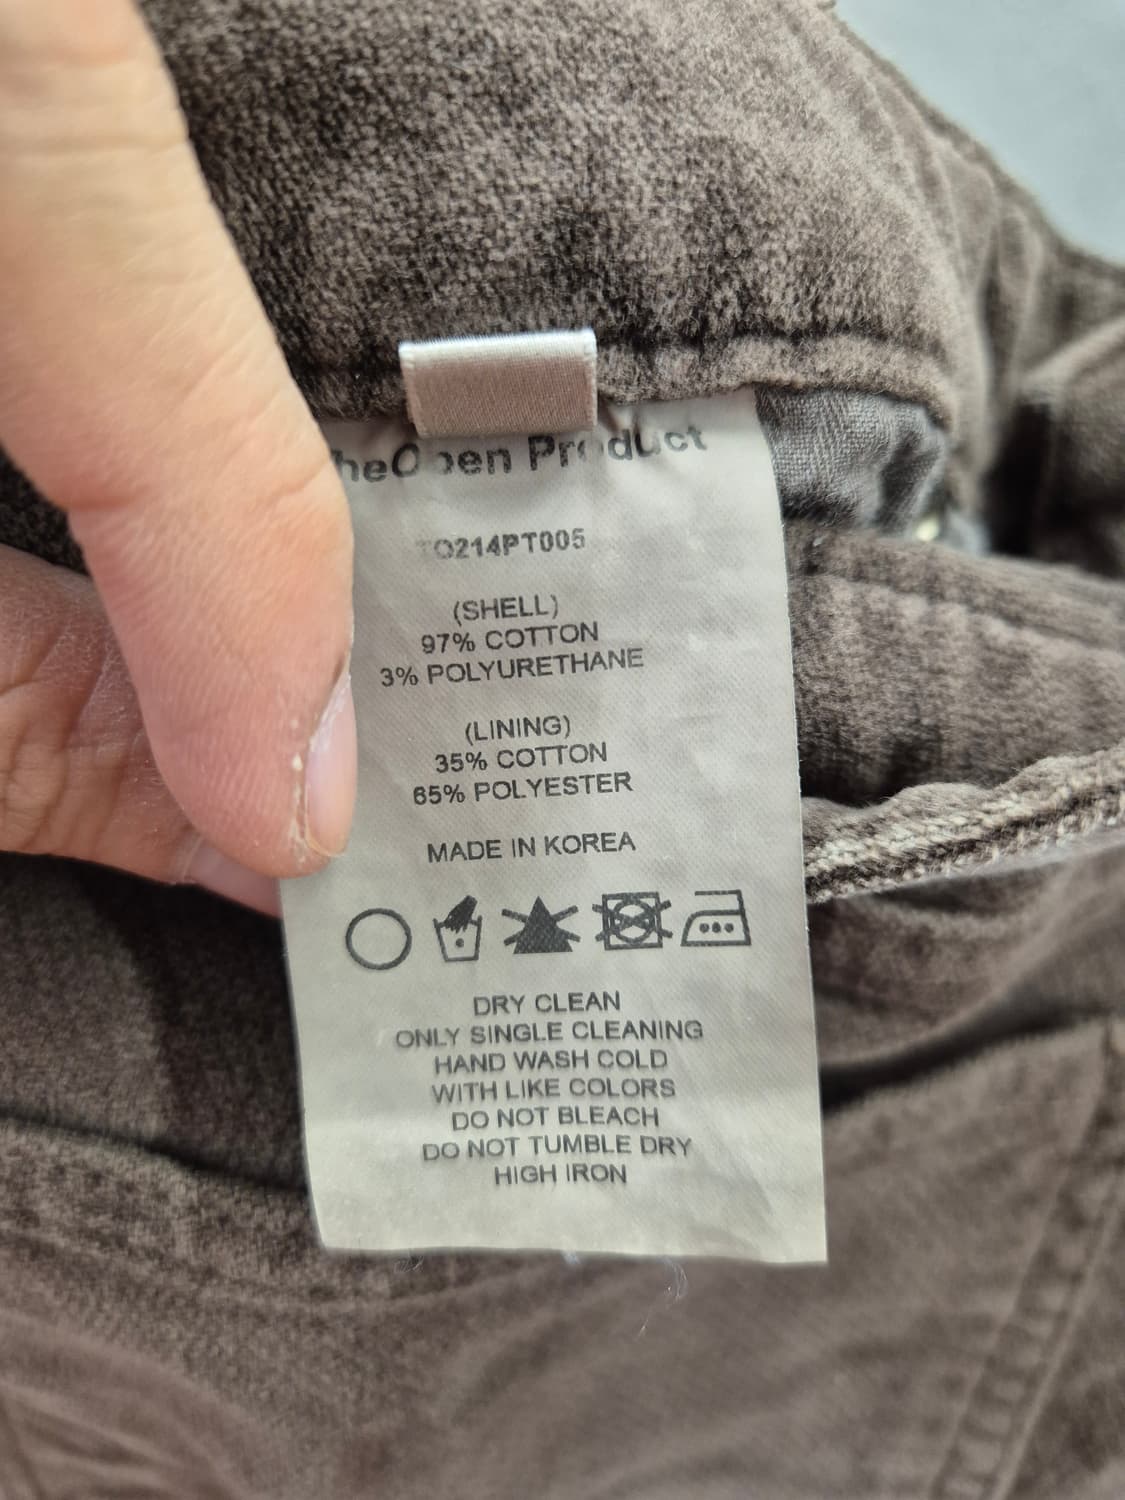 heOpen Product
TO214PT005
(SHELL)
97% COTTON
3% POLYURETHANE
(LINING)
35% COTTON
65% POLYESTER
MADE IN KOREA
DRY CLEAN
ONLY SINGLE CLEANING
HAND WASH COLD
WITH LIKE COLORS
DO NOT BLEACH
DO NOT TUMBLE DRY
HIGH IRON